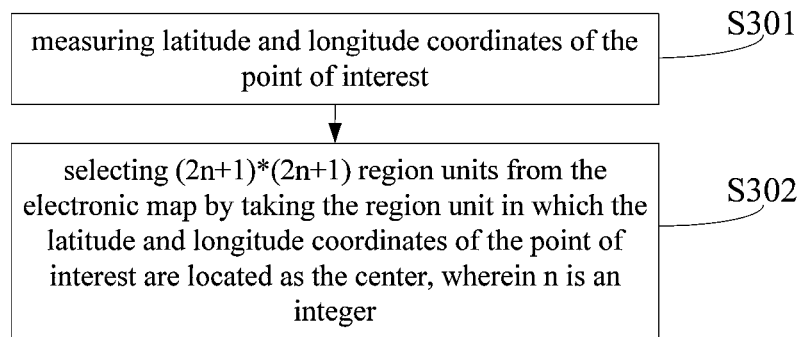 S301
measuring latitude and longitude coordinates of the
point of interest
S302
selecting (2n+1)*(2n+1) region units from the
electronic map by taking the region unit in which the
latitude and longitude coordinates of the point of
interest are located as the center, wherein n is an
integer